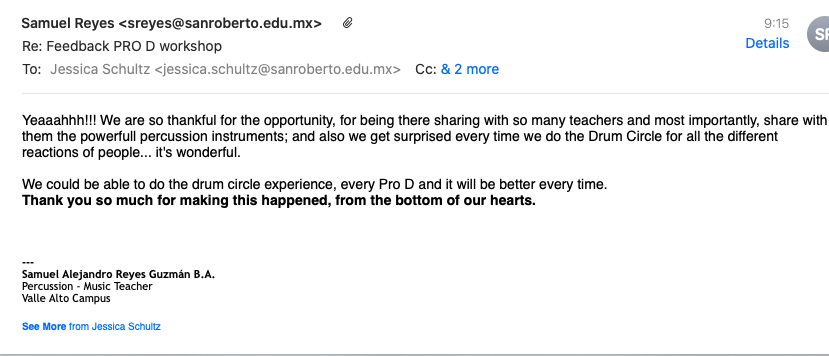 Samuel Reyes <sreyes@sanroberto.edu.mx>
9:15
Re: Feedback PRO D workshop
Details
To: Jessica Schultz <jessica.schultz@sanroberto.edu.mx> Cc: & 2 more
Yeaaahhh!!! We are so thankful for the opportunity, for being there sharing with so many teachers and most importantly, share with
them the powerfull percussion instruments; and also we get surprised every time we do the Drum Circle for all the different
reactions of people... it's wonderful.
We could be able to do the drum circle experience, every Pro D and it will be better every time.
Thank you so much for making this happened, from the bottom of our hearts.
---
Samuel Alejandro Reyes Guzmán B.A.
Percussion - Music Teacher
Valle Alto Campus
See More from Jessica Schultz